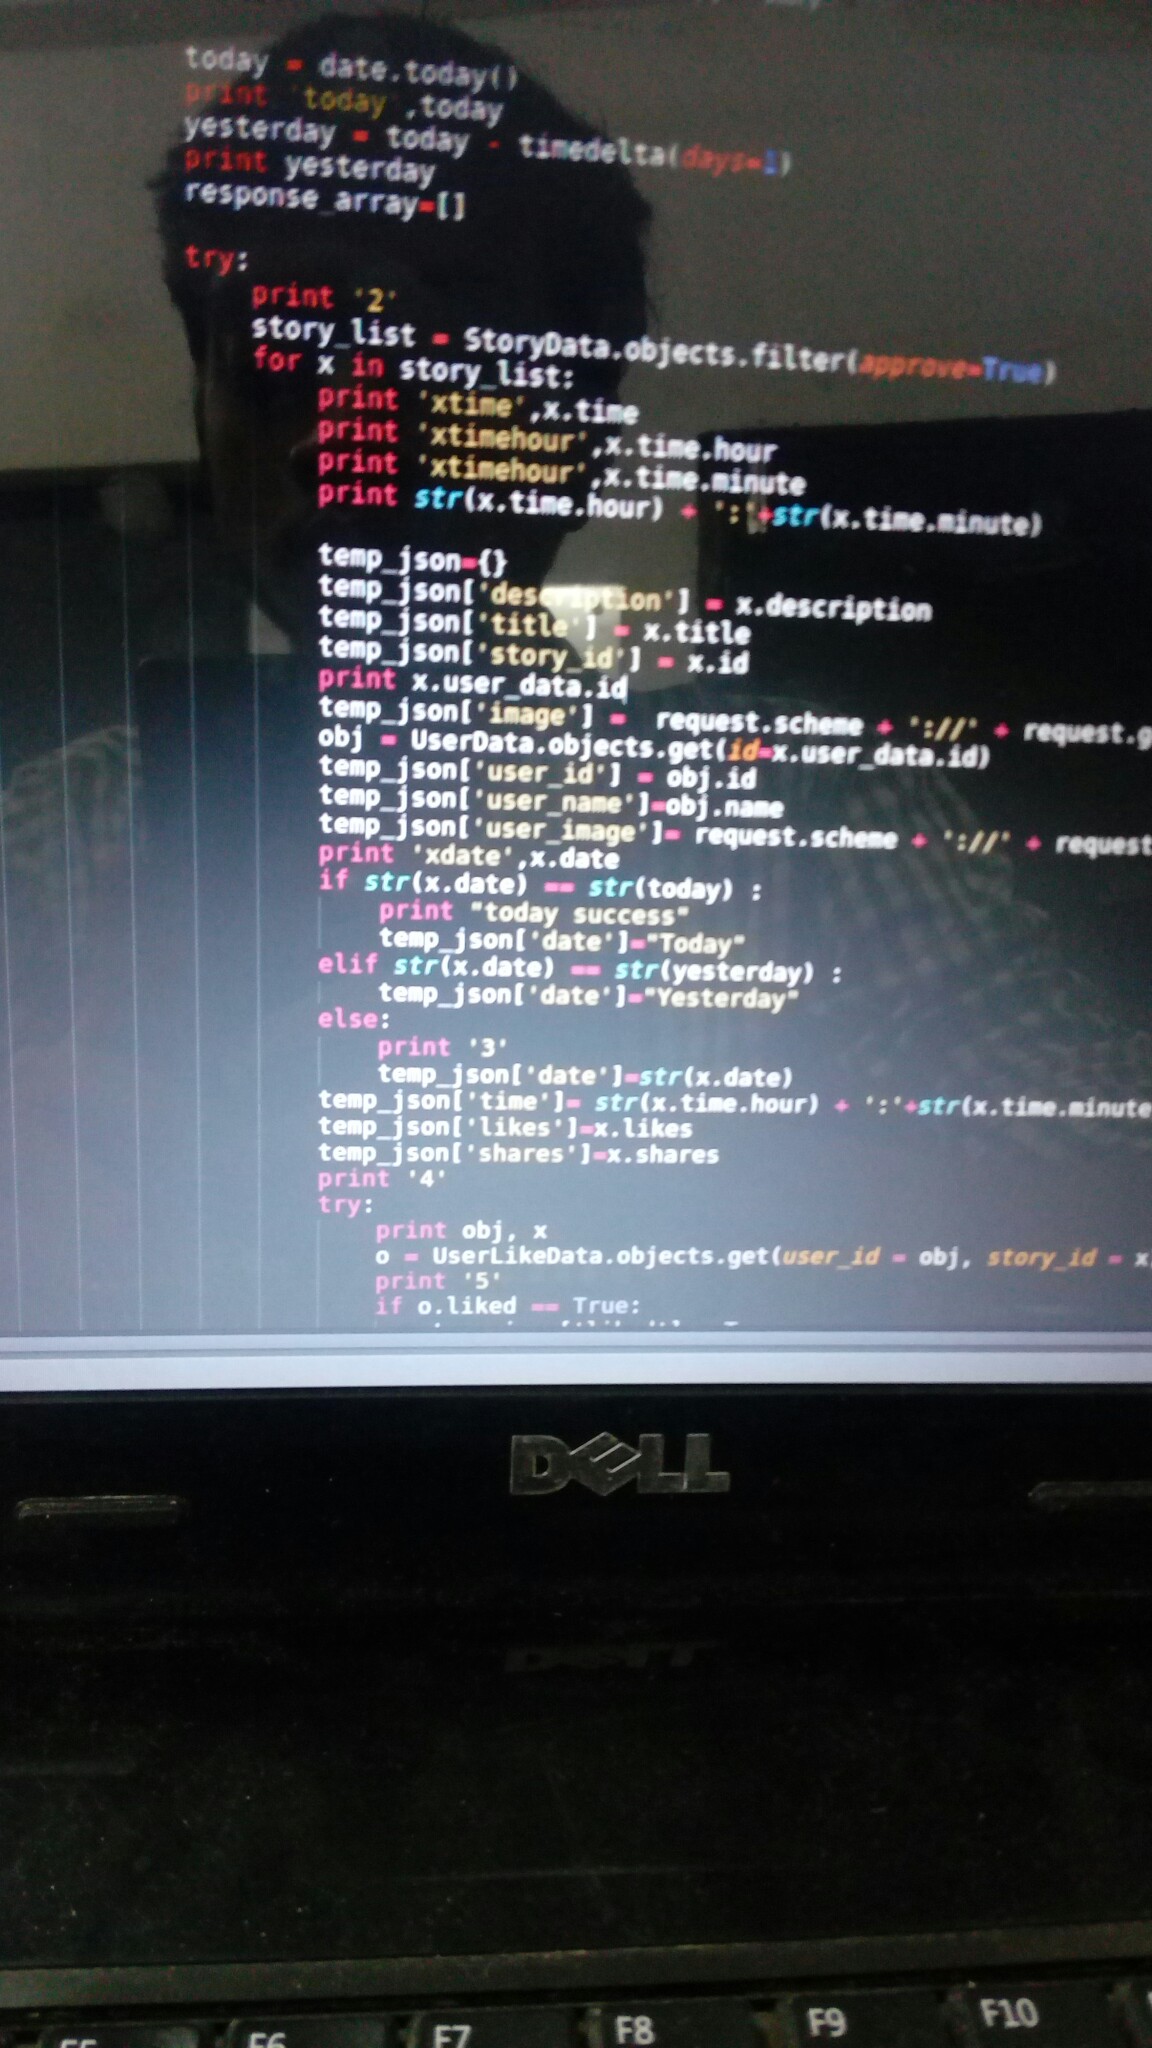 today = date.today()
print 'today',today
yesterday = today - timedelta(days=1)
print yesterday
response_array=[]
try:
print '2'
story_list = StoryData.objects.filter(approve=True)
for x in story_list:
print 'xtime',x.time
print 'xtimehour',x.time.hour
print 'xtimehour',x.time.minute
print str(x.time.hour) + ':'+str(x.time.minute)
temp_json={}
temp_json['description'] = x.description
temp_json['title'] = x.title
temp_json['story_id'] = x.id
print x.user_data.id
temp_json['image'] = request.scheme + '://' + request.g
obj = UserData.objects.get(id=x.user_data.id)
temp_json['user_id'] = obj.id
temp_json['user_name']=obj.name
temp_json['user_image']= request.scheme + '://' + request
print 'xdate',x.date
if str(x.date) == str(today) :
print "today success"
temp_json['date']="Today"
elif str(x.date) == str(yesterday) :
temp_json['date']="Yesterday"
else:
print '3'
temp_json['date']=str(x.date)
temp_json['time']= str(x.time.hour) + ':'+str(x.time.minute
temp_json['likes']=x.likes
temp_json['shares']=x.shares
print '4'
try:
print obj, x
o = UserLikeData.objects.get(user_id = obj, story_id = x
print '5'
if o.liked == True:
DELL
F6 F7 F8 F9 F10